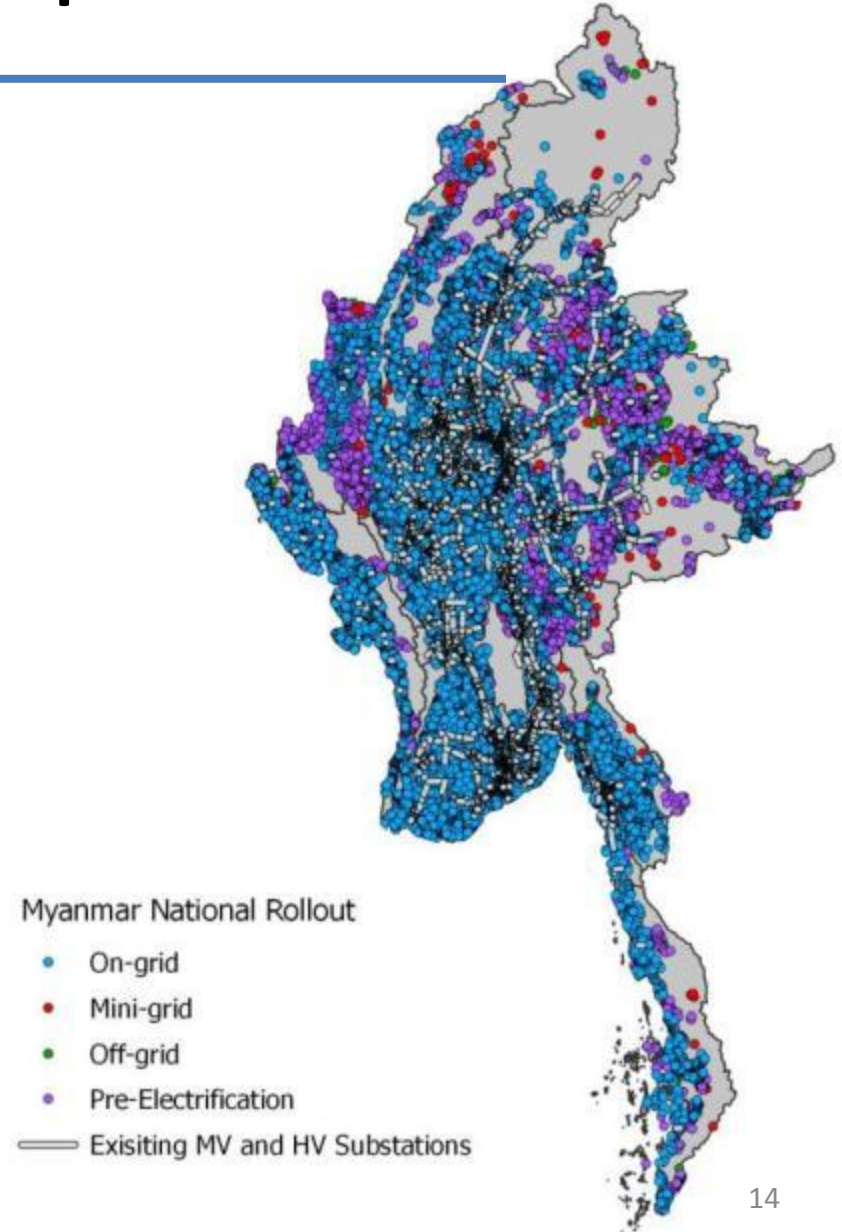 Myanmar National Rollout
On-grid
Mini-grid
Off-grid
Pre-Electrification
Exisiting MV and HV Substations
14